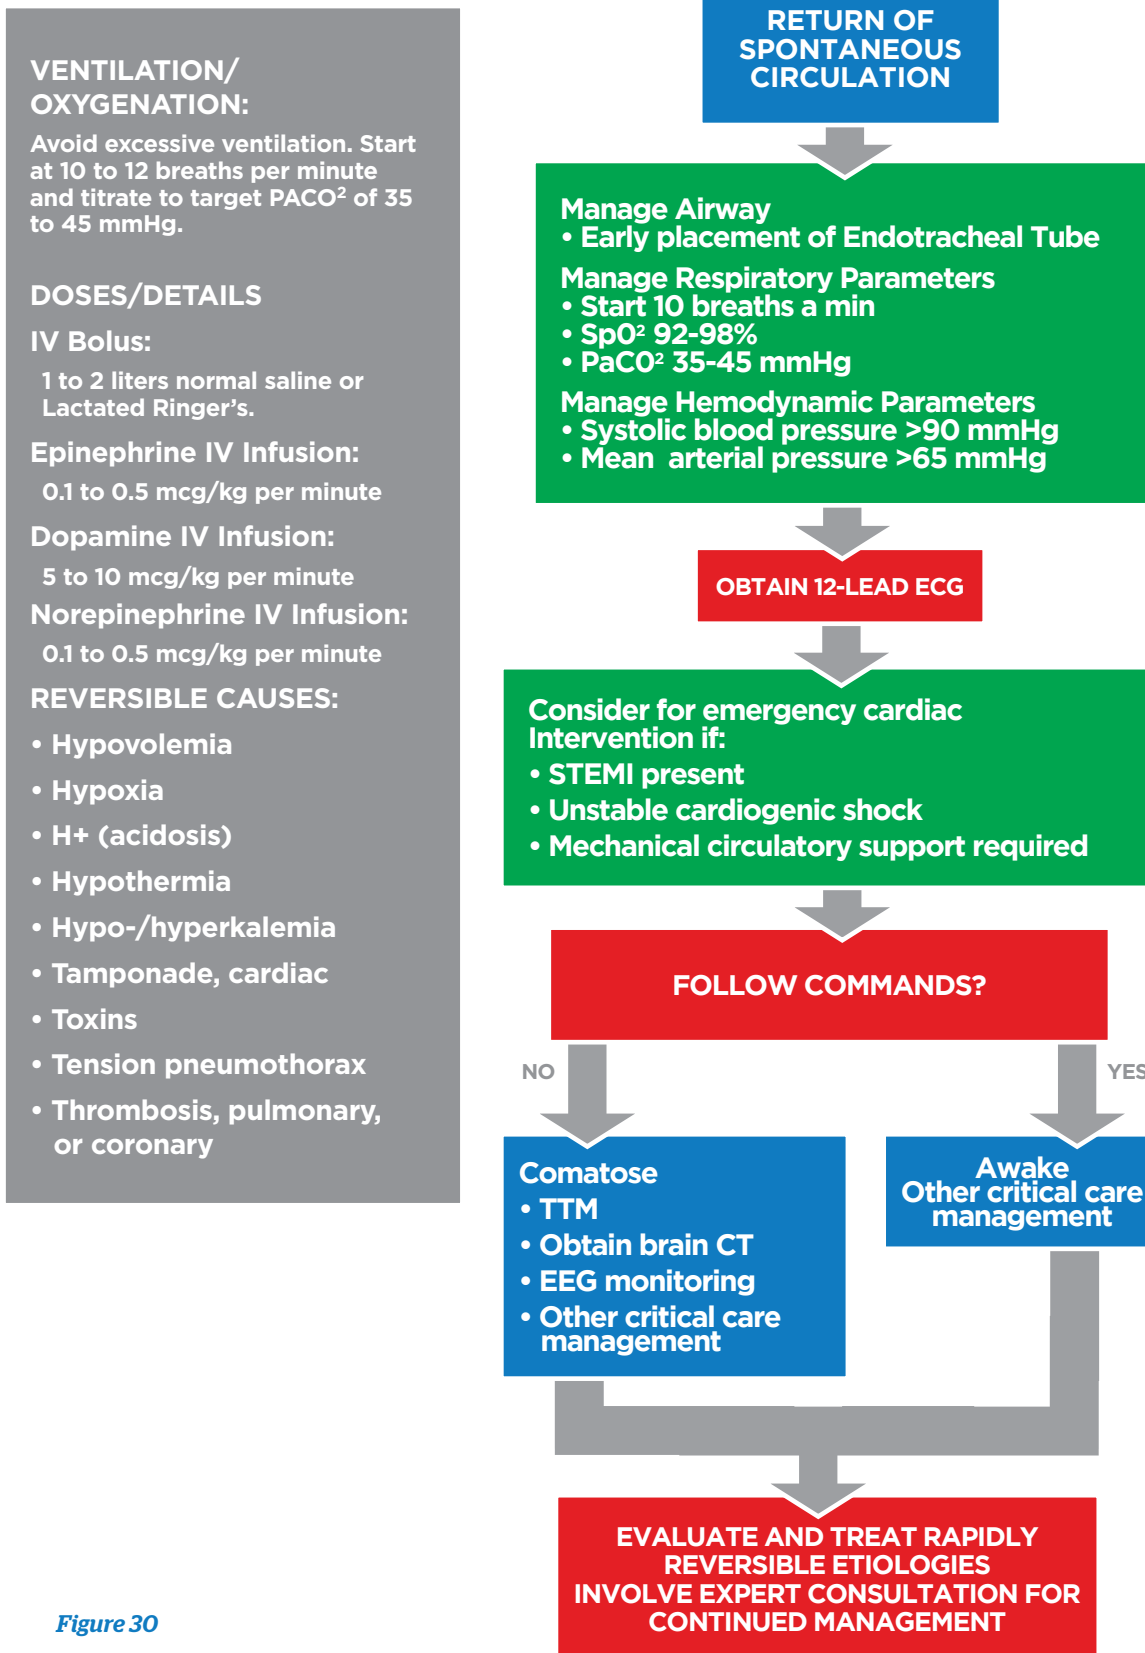 VENTILATION/
OXYGENATION:
Avoid excessive ventilation. Start
at 10 to 12 breaths per minute
and titrate to target PACO² of 35
to 45 mmHg.
DOSES/DETAILS
IV Bolus:
1 to 2 liters normal saline or
Lactated Ringer's.
Epinephrine IV Infusion:
0.1 to 0.5 mcg/kg per minute
Dopamine IV Infusion:
5 to 10 mcg/kg per minute
Norepinephrine IV Infusion:
0.1 to 0.5 mcg/kg per minute
REVERSIBLE CAUSES:
• Hypovolemia
• Hypoxia
• H+ (acidosis)
• Hypothermia
• Hypo-/hyperkalemia
• Tamponade, cardiac
• Toxins
• Tension pneumothorax
• Thrombosis, pulmonary,
or coronary
RETURN OF
SPONTANEOUS
CIRCULATION
Manage Airway
• Early placement of Endotracheal Tube
Manage Respiratory Parameters
• Start 10 breaths a min
• Sp0² 92-98%
• PaC0² 35-45 mmHg
Manage Hemodynamic Parameters
• Systolic blood pressure >90 mmHg
• Mean arterial pressure >65 mmHg
OBTAIN 12-LEAD ECG
Consider for emergency cardiac
Intervention if:
• STEMI present
• Unstable cardiogenic shock
• Mechanical circulatory support required
FOLLOW COMMANDS?
NO
YES
Comatose
• TTM
• Obtain brain CT
• EEG monitoring
• Other critical care
management
Awake
Other critical care
management
EVALUATE AND TREAT RAPIDLY
REVERSIBLE ETIOLOGIES
INVOLVE EXPERT CONSULTATION FOR
CONTINUED MANAGEMENT
Figure 30